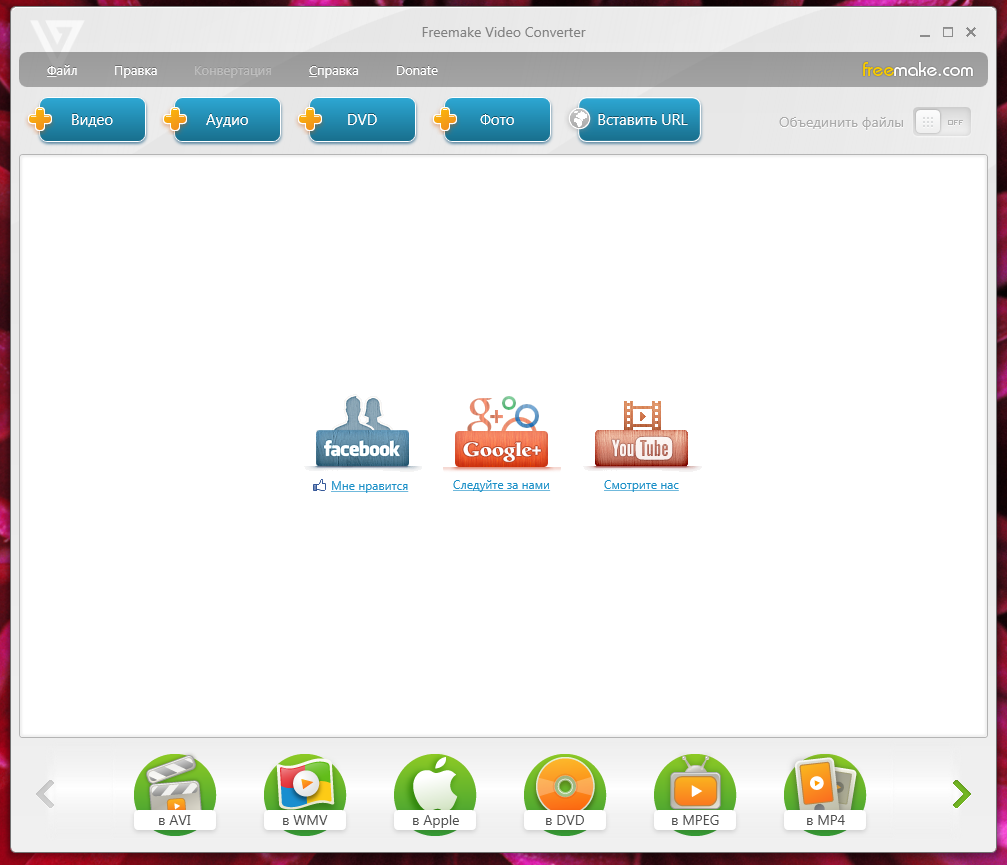 Freemake Video Converter
Файл Правка Конвертация Справка Donate freemake.com
Видео Аудио DVD Фото Вставить URL Объединить файлы OFF
facebook Google+ YouTube
Мне нравится Следуйте за нами Смотрите нас
в AVI в WMV в Apple в DVD в MPEG в MP4